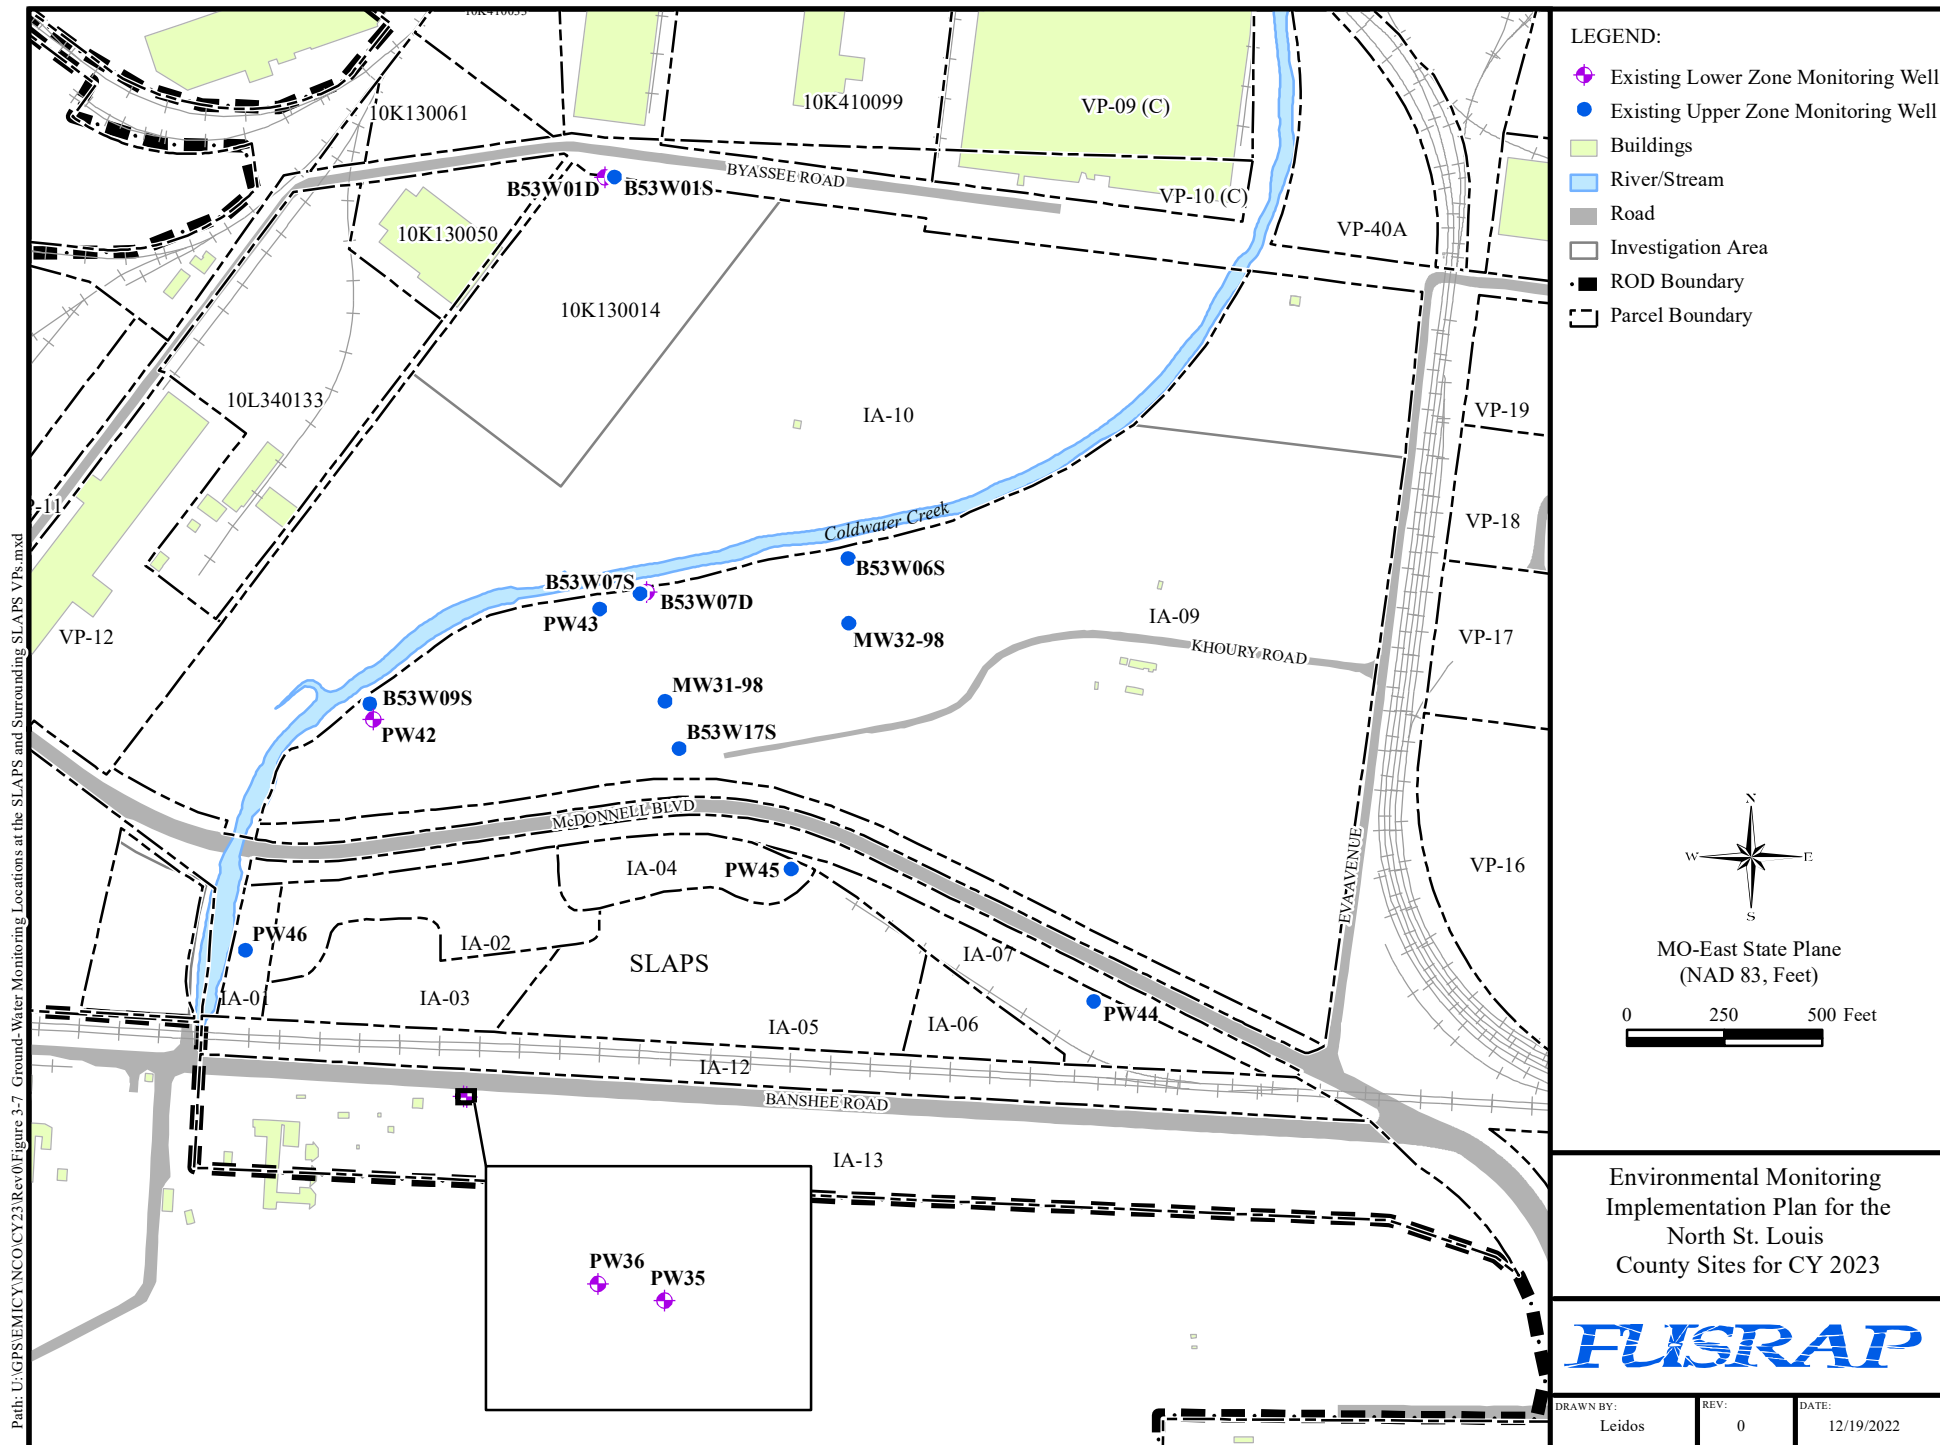 10K130061
10K410099
VP-09 (C)
BYASSEE ROAD
B53W01D
B53W01S
VP-10 (C)
10K130050
VP-40A
10K130014
10L340133
IA-10
VP-19
P-11
Coldwater Creek
VP-18
B53W06S
B53W07S
B53W07D
PW43
MW32-98
IA-09
VP-12
KHOURY ROAD
VP-17
MW31-98
B53W09S
PW42
B53W17S
McDONNELL BLVD
EVA AVENUE
IA-04
PW45
VP-16
PW46
IA-02
IA-07
SLAPS
IA-01
IA-03
IA-05
IA-06
PW44
IA-12
BANSHEE ROAD
IA-13
PW36
PW35
LEGEND:
Existing Lower Zone Monitoring Well
Existing Upper Zone Monitoring Well
Buildings
River/Stream
Road
Investigation Area
ROD Boundary
Parcel Boundary
N
W E
S
MO-East State Plane
(NAD 83, Feet)
0 250 500 Feet
Environmental Monitoring
Implementation Plan for the
North St. Louis
County Sites for CY 2023
FUSRAP
DRAWN BY:
Leidos
REV:
0
DATE:
12/19/2022
Path: U:\GPS\EMICY\NCO\CY23\Rev0\Figure 3-7 Ground-Water Monitoring Locations at the SLAPS and Surrounding SLAPS VPs.mxd